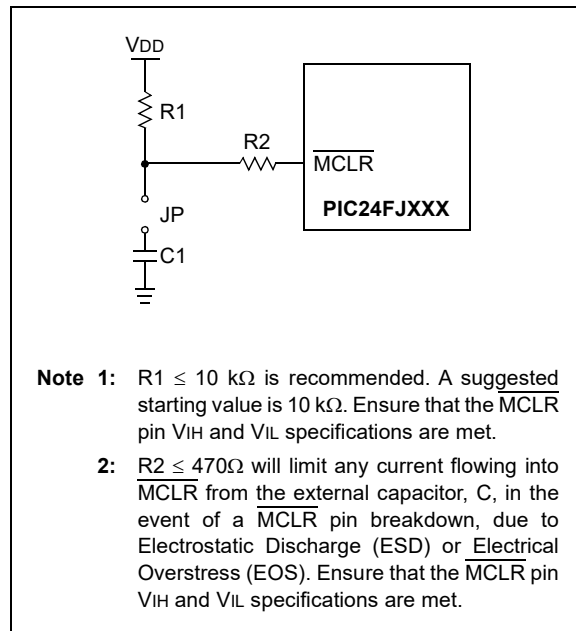 VDD
R1
R2
MCLR
PIC24FJXXX
JP
C1
Note 1: R1 ≤ 10 kΩ is recommended. A suggested
starting value is 10 kΩ. Ensure that the MCLR
pin VIH and VIL specifications are met.
2: R2 ≤ 470Ω will limit any current flowing into
MCLR from the external capacitor, C, in the
event of a MCLR pin breakdown, due to
Electrostatic Discharge (ESD) or Electrical
Overstress (EOS). Ensure that the MCLR pin
VIH and VIL specifications are met.